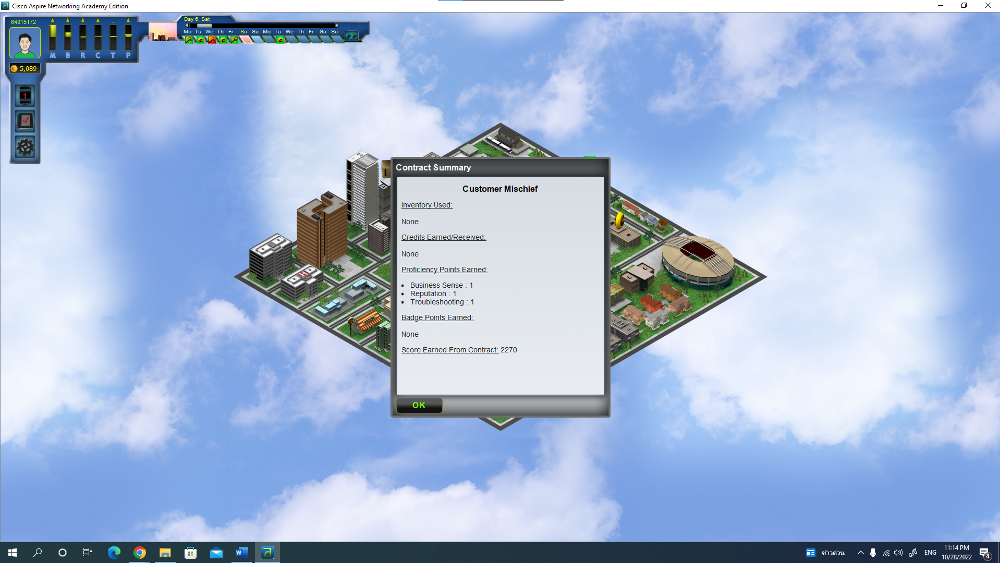 Cisco Aspire Networking Academy Edition
64015172
M B R C T P
5,089
1
Day 6, Sat
Mo Tu We Th Fr Sa Su Mo Tu We Th Fr Sa Su
Contract Summary
Customer Mischief
Inventory Used:
None
Credits Earned/Received:
None
Proficiency Points Earned:
Business Sense : 1
Reputation : 1
Troubleshooting : 1
Badge Points Earned:
None
Score Earned From Contract: 2270
OK
H
ข่าวด่วน
ENG
11:14 PM
10/28/2022
4